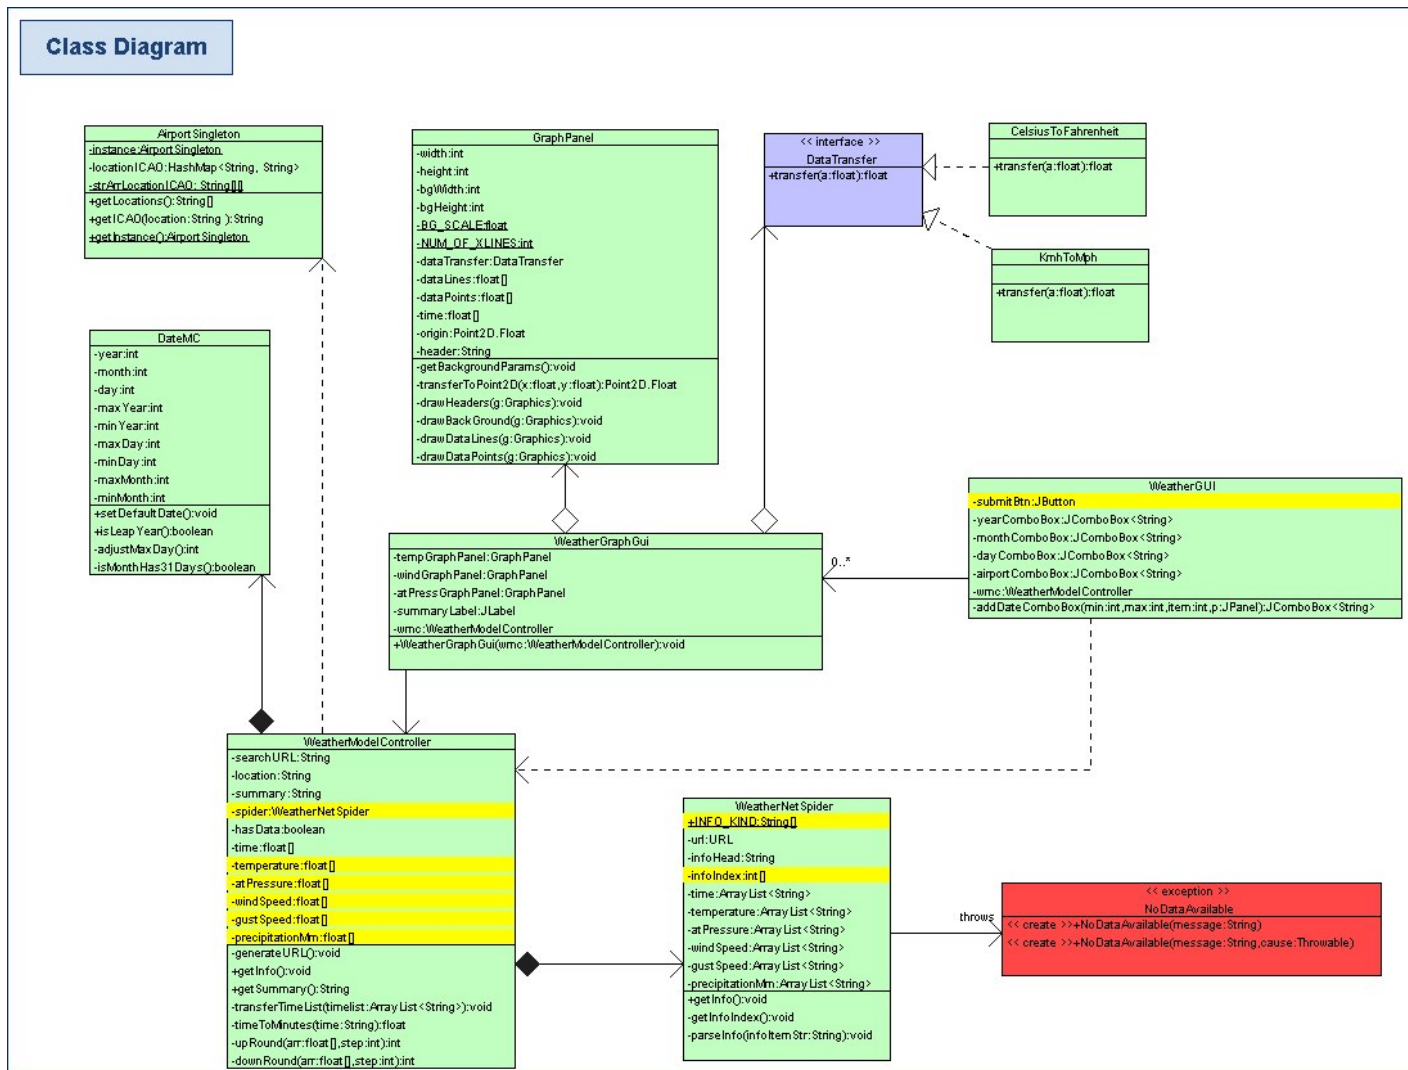 Class Diagram
AirportSingleton
-instance:AirportSingleton
-locationICAO:HashMap<String, String>
-strArrLocationICAO: String[][]
+getLocations():String[]
+getICAO(location:String ):String
+getInstance():AirportSingleton
GraphPanel
-width:int
-height:int
-bgWidth:int
-bgHeight:int
-BG_SCALE:float
-NUM_OF_XLINES:int
-dataTransfer:DataTransfer
-dataLines:float[]
-dataPoints:float[]
-time:float[]
-origin:Point2D.Float
-header:String
-getBackgroundParams():void
-transferToPoint2D(x:float,y:float):Point2D.Float
-drawHeaders(g:Graphics):void
-drawBackGround(g:Graphics):void
-drawDataLines(g:Graphics):void
-drawDataPoints(g:Graphics):void
<< interface >>
DataTransfer
+transfer(a:float):float
CelsiusToFahrenheit
+transfer(a:float):float
KmhToMph
+transfer(a:float):float
DateMC
-year:int
-month:int
-day:int
-maxYear:int
-minYear:int
-maxDay:int
-minDay:int
-maxMonth:int
-minMonth:int
+setDefaultDate():void
+isLeapYear():boolean
-adjustMaxDay():int
-isMonthHas31Days():boolean
WeatherGraphGui
-tempGraphPanel:GraphPanel
-windGraphPanel:GraphPanel
-atPressGraphPanel:GraphPanel
-summaryLabel:JLabel
-wmc:WeatherModelController
+WeatherGraphGui(wmc:WeatherModelController):void
0..*
WeatherGUI
-submitBtn:JButton
-yearComboBox:JComboBox<String>
-monthComboBox:JComboBox<String>
-dayComboBox:JComboBox<String>
-airportComboBox:JComboBox<String>
-wmc:WeatherModelController
-addDateComboBox(min:int,max:int,item:int,p:JPanel):JComboBox<String>
WeatherModelController
-searchURL:String
-location:String
-summary:String
-spider:WeatherNetSpider
-hasData:boolean
-time:float[]
-temperature:float[]
-atPressure:float[]
-windSpeed:float[]
-gustSpeed:float[]
-precipitationMm:float[]
-generateURL():void
+getInfo():void
+getSummary():String
-transferTimeList(timelist:ArrayList<String>):void
-timeToMinutes(time:String):float
-upRound(arr:float[],step:int):int
-downRound(arr:float[],step:int):int
WeatherNetSpider
+INFO_KIND:String[]
-url:URL
-infoHead:String
-infoIndex:int[]
-time:ArrayList<String>
-temperature:ArrayList<String>
-atPressure:ArrayList<String>
-windSpeed:ArrayList<String>
-gustSpeed:ArrayList<String>
-precipitationMm:ArrayList<String>
+getInfo():void
-getInfoIndex():void
-parseInfo(infoItemStr:String):void
throws
<< exception >>
NoDataAvailable
<< create >>+NoDataAvailable(message:String)
<< create >>+NoDataAvailable(message:String,cause:Throwable)